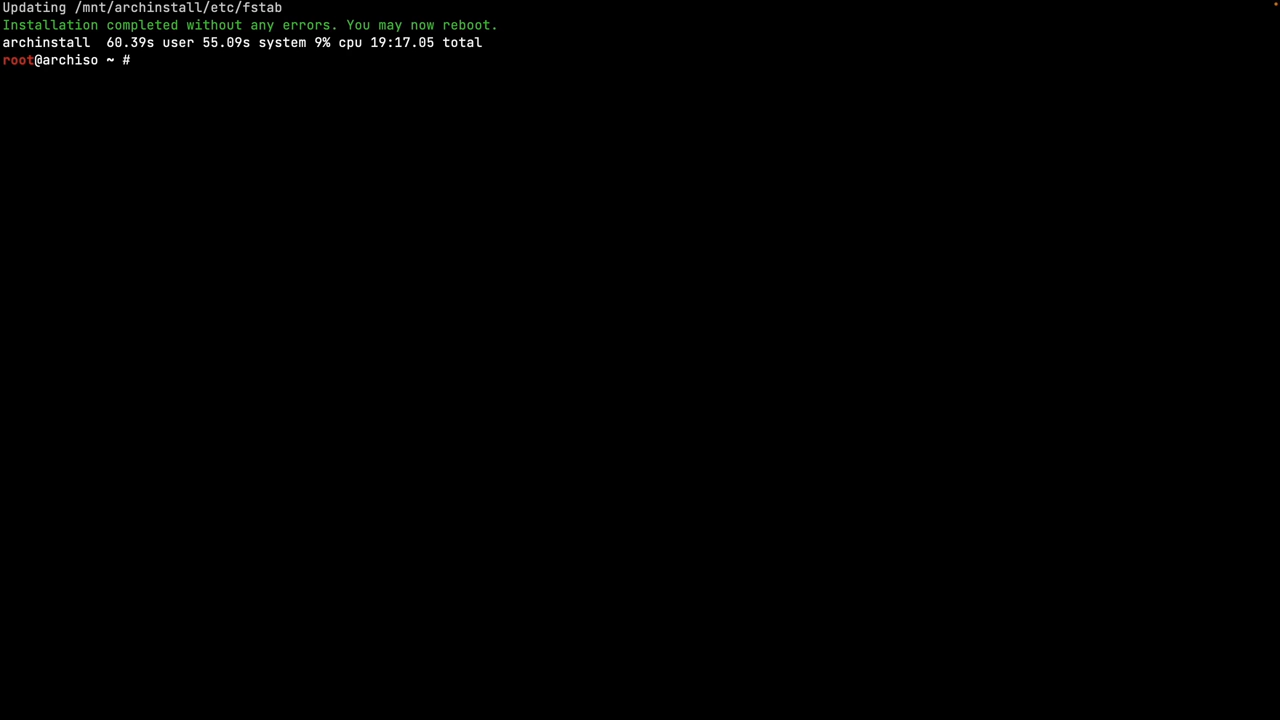 Updating /mnt/archinstall/etc/fstab
Installation completed without any errors. You may now reboot.
archinstall  60.39s user 55.09s system 9% cpu 19:17.05 total
root@archiso ~ #